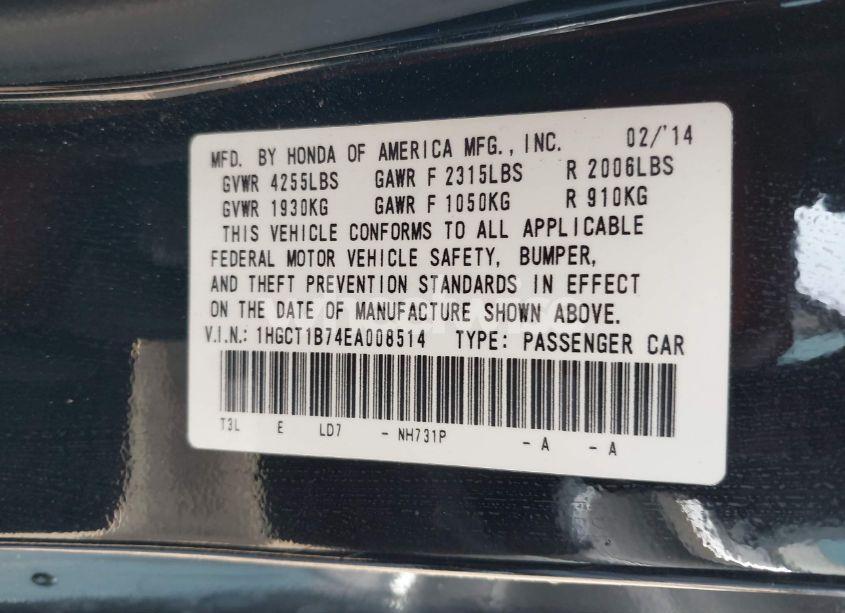 MFD. BY HONDA OF AMERICA MFG., INC. 02/'14
GVWR 4255LBS GAWR F 2315LBS R 2006LBS
GVWR 1930KG GAWR F 1050KG R 910KG
THIS VEHICLE CONFORMS TO ALL APPLICABLE
FEDERAL MOTOR VEHICLE SAFETY, BUMPER,
AND THEFT PREVENTION STANDARDS IN EFFECT
ON THE DATE OF MANUFACTURE SHOWN ABOVE.
V.I.N.: 1HGCT1B74EA008514 TYPE: PASSENGER CAR
T3L E LD7 - NH731P - A - A